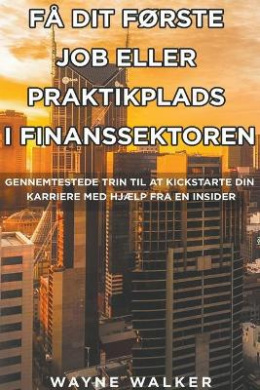 FÅ DIT FØRSTE
JOB ELLER
PRAKTIKPLADS
I FINANSSEKTOREN
GENNEMTESTEDE TRIN TIL AT KICKSTARTE DIN
KARRIERE MED HJÆLP FRA EN INSIDER
WAYNE WALKER